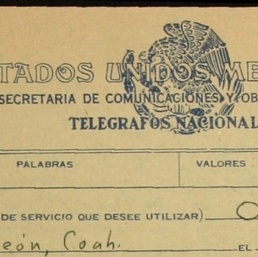 TADOS UNIDOS ME
SECRETARIA DE COMUNICACIONES Y OB
TELEGRAFOS NACIONAL
PALABRAS VALORES
DE SERVICIO QUE DESEE UTILIZAR) O
eón, Coah. EL